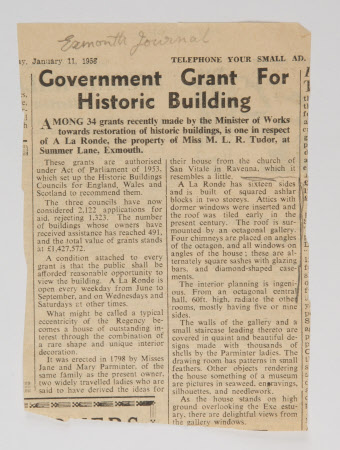 Exmouth Journal
y, January 11, 1958
TELEPHONE YOUR SMALL AD.
Government Grant For
Historic Building
AMONG 34 grants recently made by the Minister of Works
towards restoration of historic buildings, is one in respect
of A La Ronde, the property of Miss M. L. R. Tudor, at
Summer Lane, Exmouth.
These grants are authorised
under Act of Parliament of 1953,
which set up the Historic Buildings
Councils for England, Wales and
Scotland to recommend them.
The three councils have now
considered 2,122 applications for
aid, rejecting 1,323. The number
of buildings whose owners have
received assistance has reached 491,
and the total value of grants stands
at £1,427,572.
A condition attached to every
grant is that the public shall be
afforded reasonable opportunity to
view the building. A La Ronde is
open every weekday from June to
September, and on Wednesdays and
Saturdays at other times.
What might be called a typical
eccentricity of the Regency be-
comes a house of outstanding in-
terest through the combination of
a rare shape and unique interior
decoration.
It was erected in 1798 by Misses
Jane and Mary Parminter, of the
same family as the present owner,
two widely travelled ladies who are
said to have derived the ideas for
their house from the church of
San Vitale in Ravenna, which it
resembles a little.
A La Ronde has sixteen sides
and is built of squared ashlar
blocks in two storeys. Attics with
dormer windows were inserted and
the roof was tiled early in the
present century. The roof is sur-
mounted by an octagonal gallery.
Four chimneys are placed on angles
of the octagon, and all windows on
angles of the house; these are al-
ternately square sashes with glazing
bars, and diamond-shaped case-
ments.
The interior planning is ingen-
ious. From an octagonal central
hall, 60ft. high, radiate the other
rooms, mostly having five or nine
sides.
The walls of the gallery and a
small staircase leading thereto are
covered in quaint and beautiful de-
signs made with thousands of
shells by the Parminter ladies. The
drawing room has patterns in small
feathers. Other objects rendering
the house something of a museum
are pictures in seaweed, engravings,
silhouettes, and needlework.
As the house stands on high
ground overlooking the Exe estu-
ary, there are delightful views from
the gallery windows.